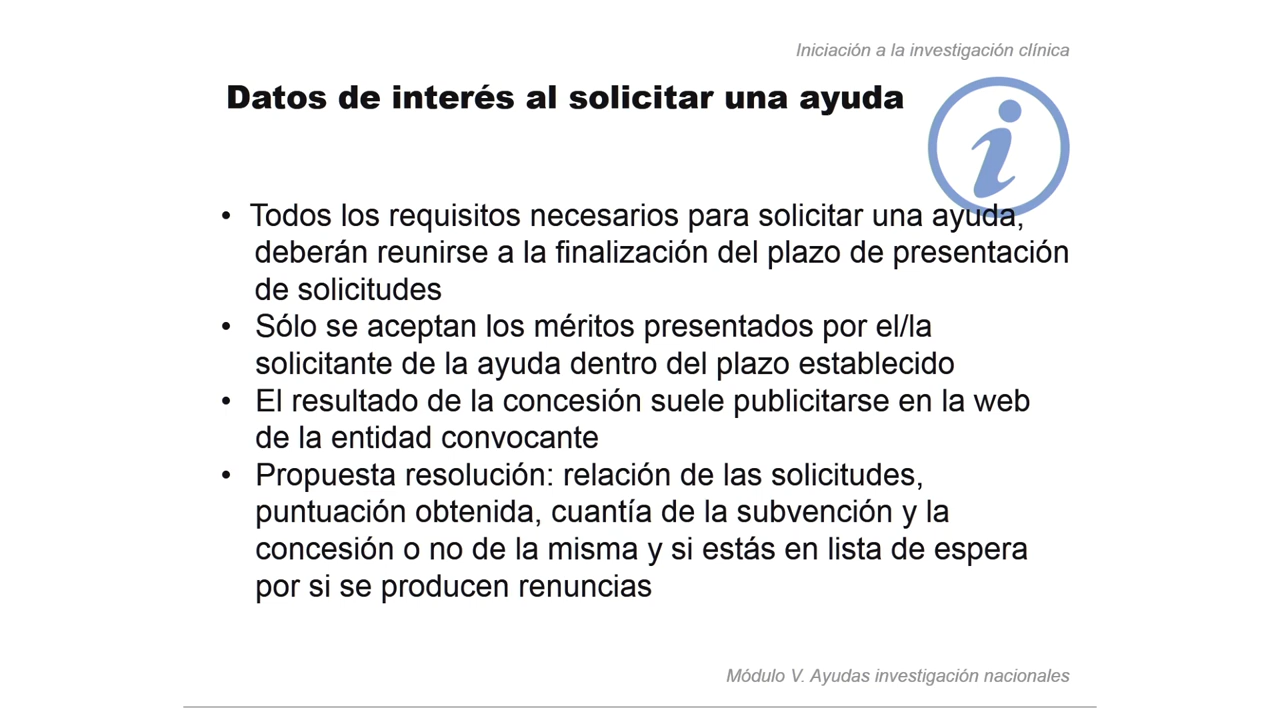 Iniciación a la investigación clínica
Datos de interés al solicitar una ayuda
i
• Todos los requisitos necesarios para solicitar una ayuda,
deberán reunirse a la finalización del plazo de presentación
de solicitudes
• Sólo se aceptan los méritos presentados por el/la
solicitante de la ayuda dentro del plazo establecido
• El resultado de la concesión suele publicitarse en la web
de la entidad convocante
• Propuesta resolución: relación de las solicitudes,
puntuación obtenida, cuantía de la subvención y la
concesión o no de la misma y si estás en lista de espera
por si se producen renuncias
Módulo V. Ayudas investigación nacionales